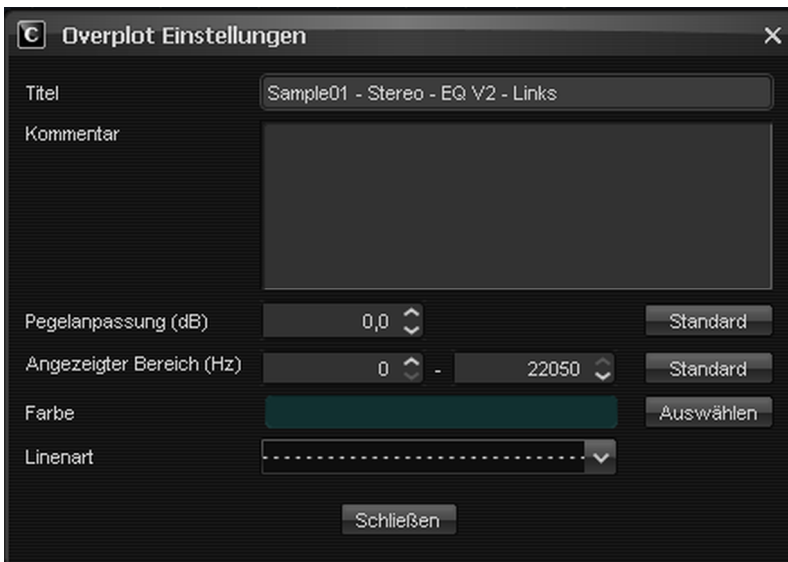 C Overplot Einstellungen
Titel Sample01 - Stereo - EQ V2 - Links
Kommentar
Pegelanpassung (dB) 0,0 Standard
Angezeigter Bereich (Hz) 0 - 22050 Standard
Farbe Auswählen
Linenart
Schließen